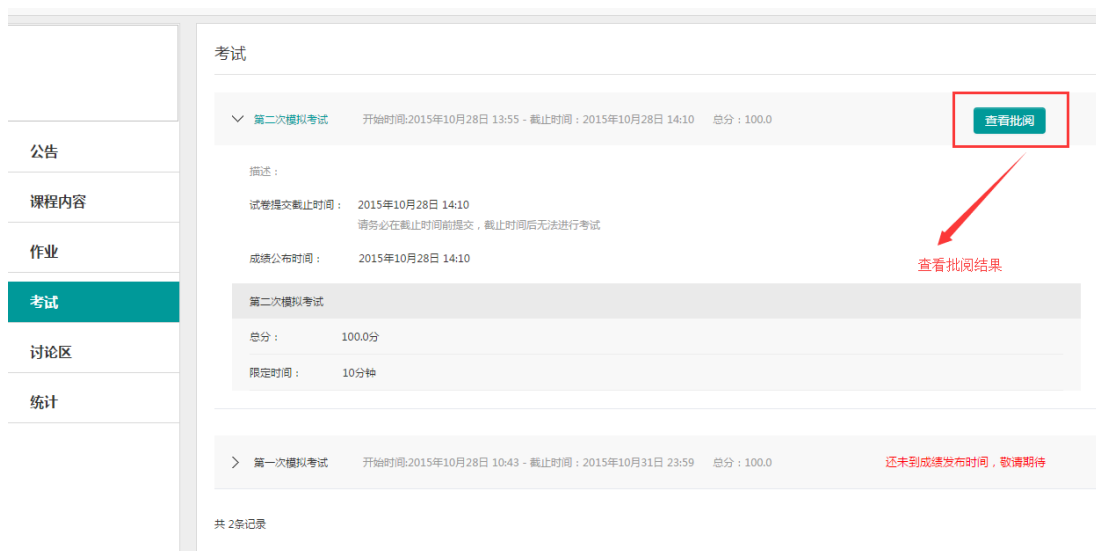 考试
第二次模拟考试 开始时间:2015年10月28日 13:55 - 截止时间：2015年10月28日 14:10 总分：100.0 查看批阅
公告
描述：
课程内容
试卷提交截止时间： 2015年10月28日 14:10
请务必在截止时间前提交，截止时间后无法进行考试
作业
成绩公布时间： 2015年10月28日 14:10
查看批阅结果
考试
第二次模拟考试
总分： 100.0分
讨论区
限定时间： 10分钟
统计
第一次模拟考试 开始时间:2015年10月28日 10:43 - 截止时间：2015年10月31日 23:59 总分：100.0 还未到成绩发布时间，敬请期待
共 2条记录